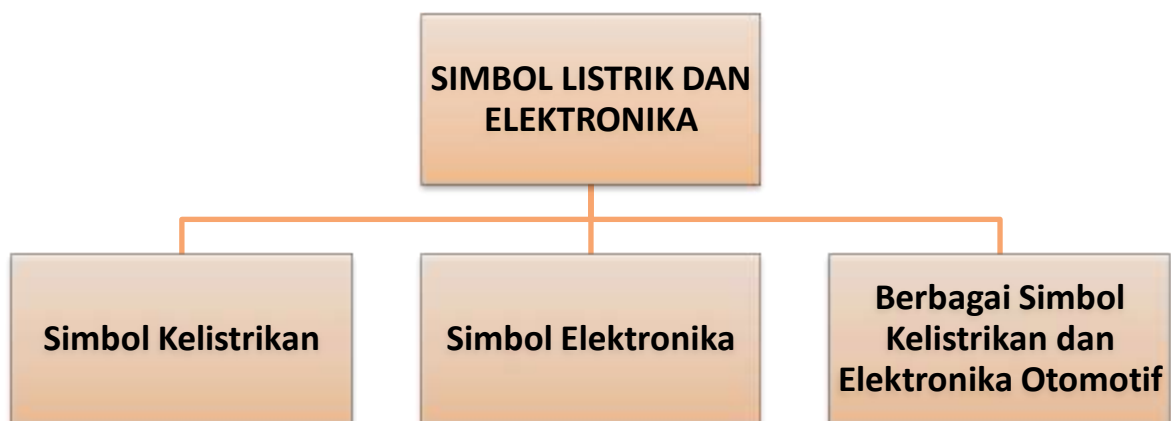 SIMBOL LISTRIK DAN
ELEKTRONIKA
Simbol Kelistrikan
Simbol Elektronika
Berbagai Simbol
Kelistrikan dan
Elektronika Otomotif